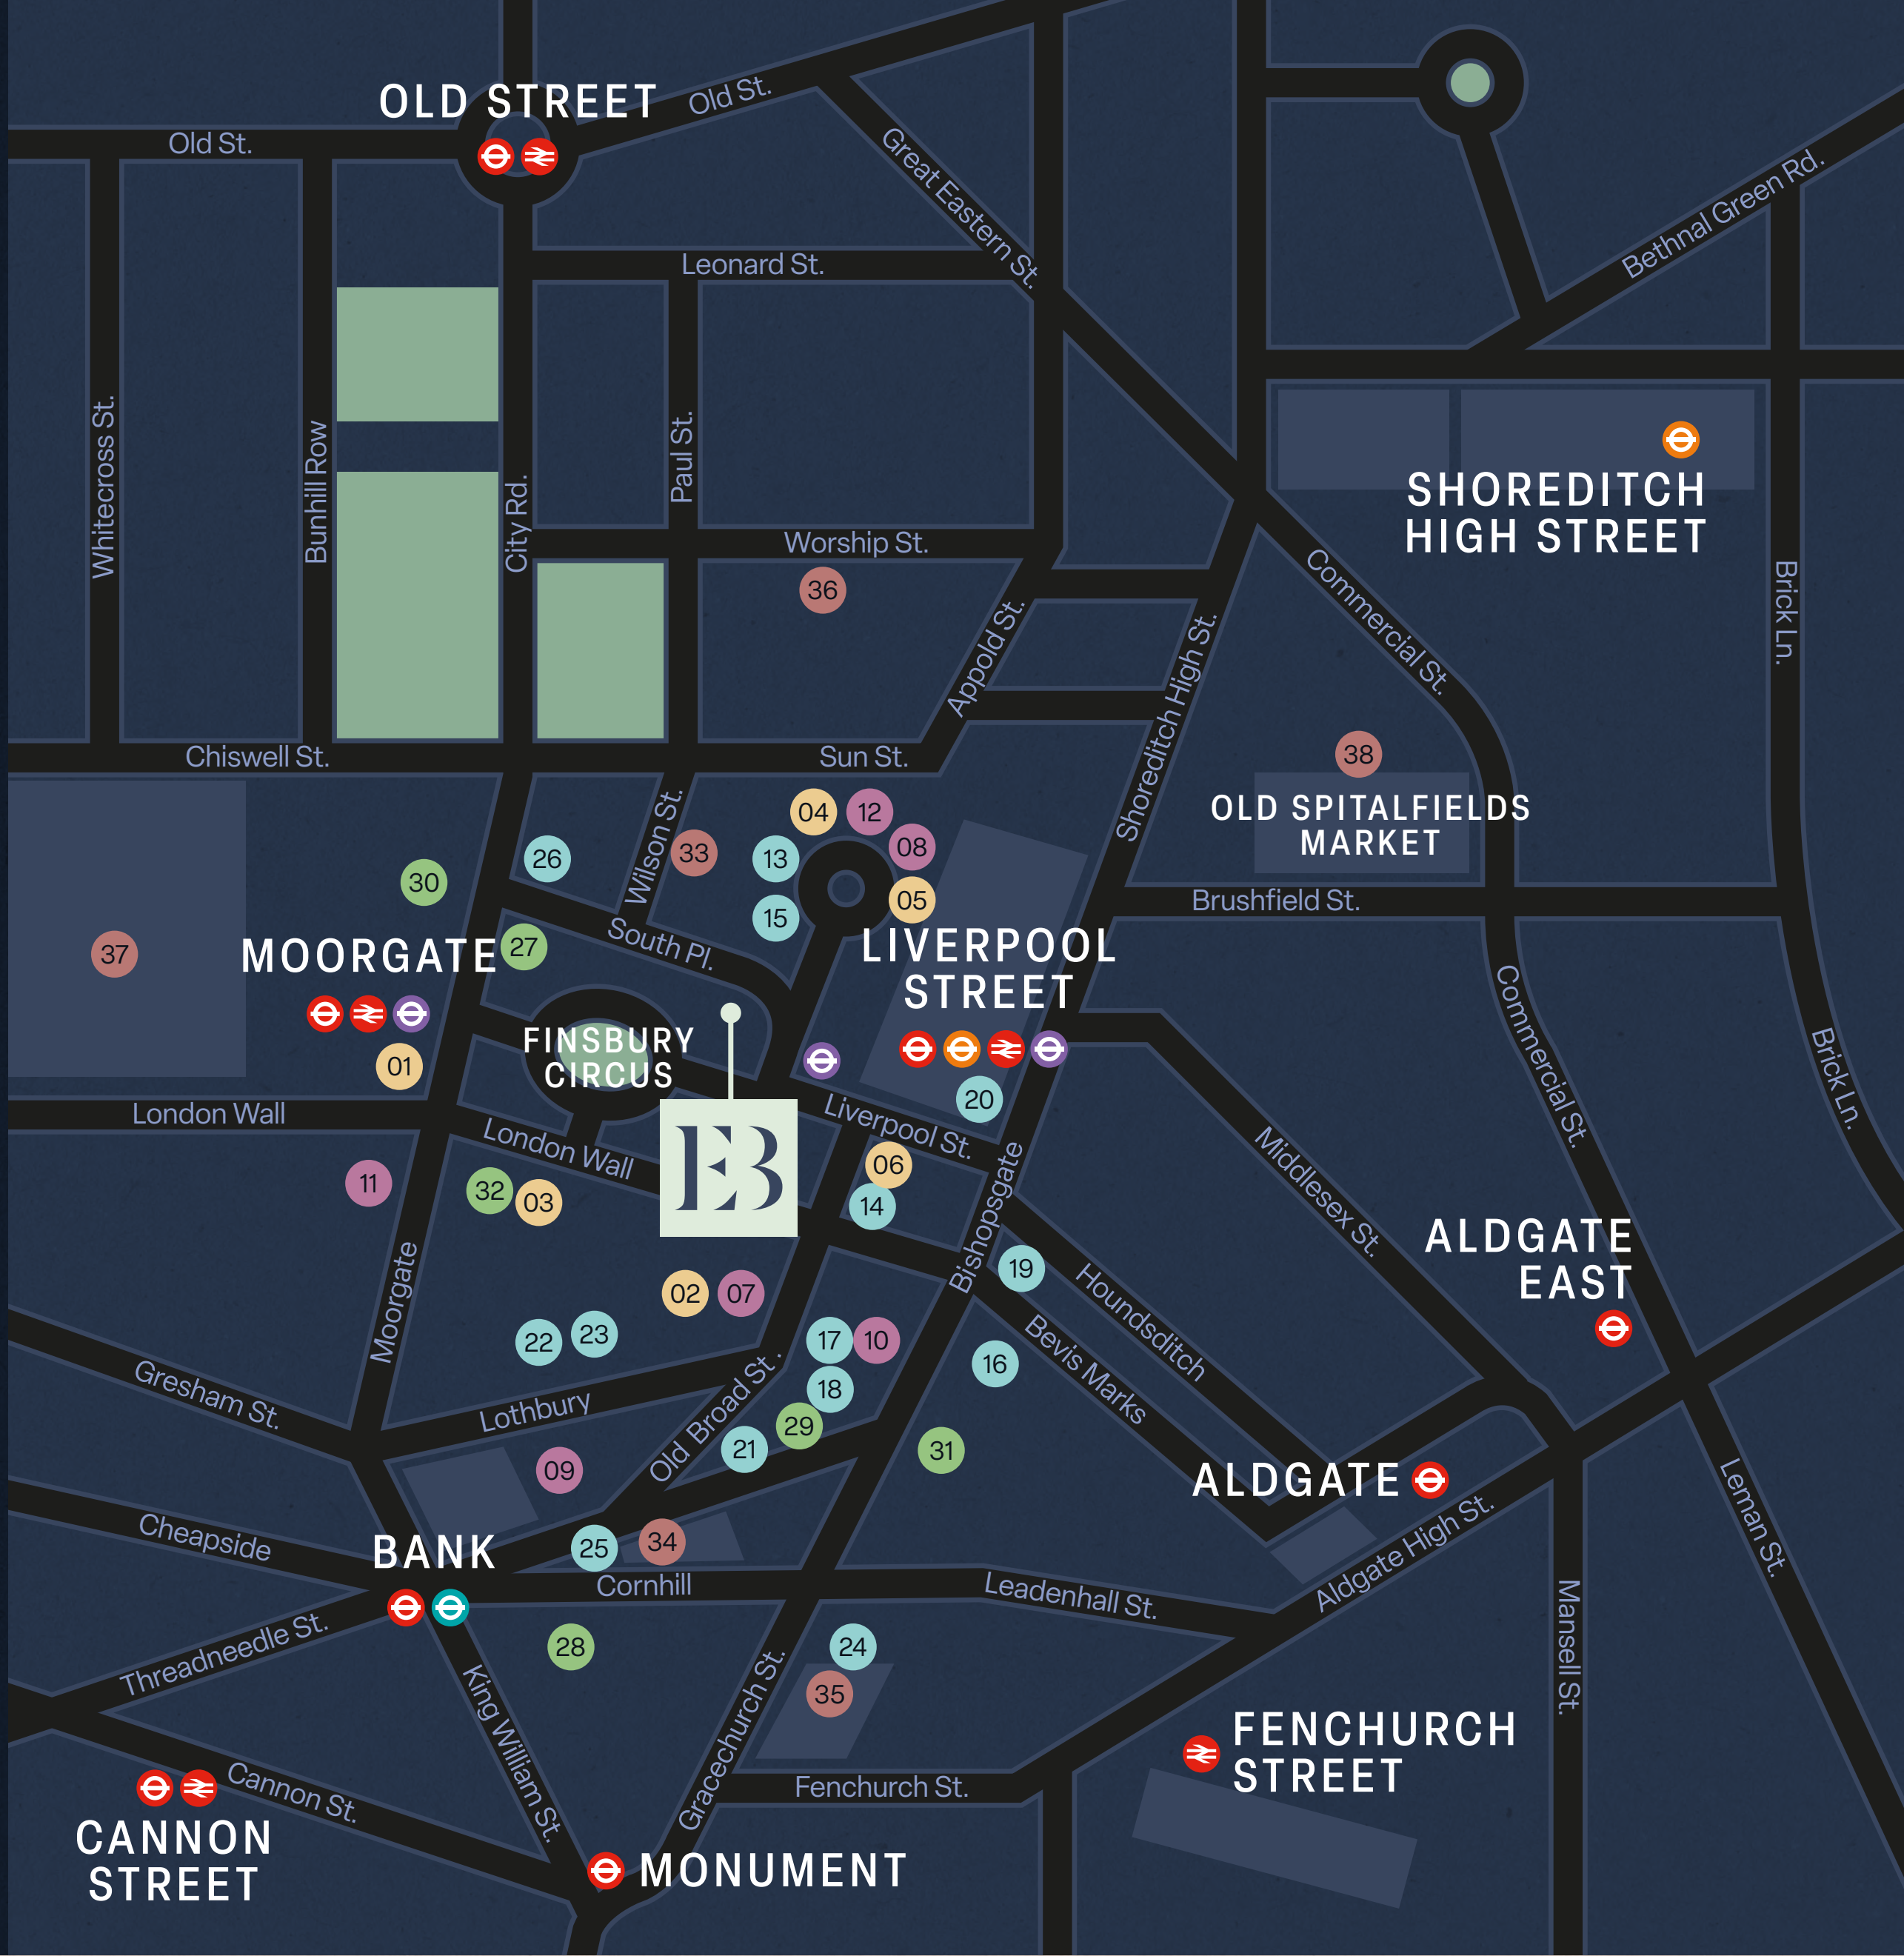 OLD STREET
Old St.
Old St.
Great Eastern St.
Bethnal Green Rd.
Leonard St.
Whitecross St.
Bunhill Row
City Rd.
Paul St.
SHOREDITCH
HIGH STREET
Worship St.
36
Commercial St.
Brick Ln.
Appold St.
Shoreditch High St.
Chiswell St.
Sun St.
38
OLD SPITALFIELDS
MARKET
04
12
Wilson St.
26
33
13
08
30
05
Brushfield St.
15
27
South Pl.
37
MOORGATE
LIVERPOOL
STREET
FINSBURY
CIRCUS
01
20
London Wall
Liverpool St.
London Wall
EB
Commercial St.
Brick Ln.
11
32
03
06
14
Middlesex St.
Bishopsgate
ALDGATE
EAST
19
Houndsditch
Moorgate
02
07
22
23
17
10
16
Bevis Marks
Gresham St.
18
Lothbury
Old Broad St.
29
21
31
09
ALDGATE
Aldgate High St.
Leman St.
Cheapside
BANK
25
34
Cornhill
Leadenhall St.
Mansell St.
Threadneedle St.
28
24
35
King William St.
Gracechurch St.
FENCHURCH
STREET
Cannon St.
Fenchurch St.
CANNON
STREET
MONUMENT